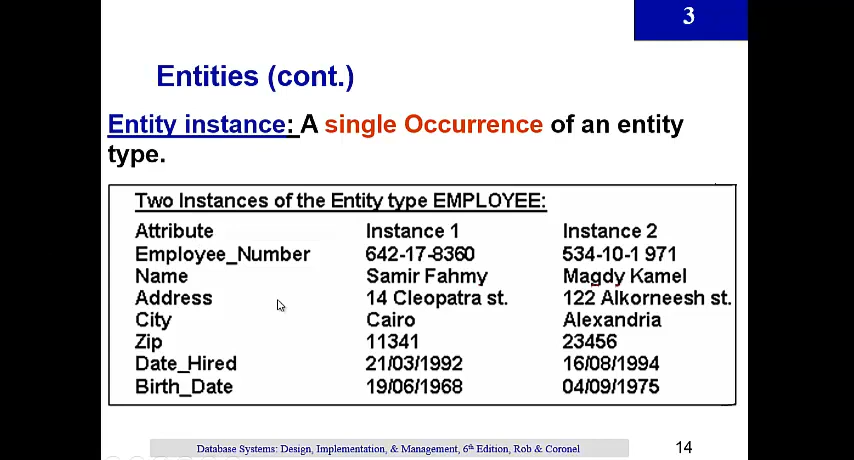 3
Entities (cont.)
Entity instance: A single Occurrence of an entity
type.
Two Instances of the Entity type EMPLOYEE:
Attribute Instance 1 Instance 2
Employee_Number 642-17-8360 534-10-1 971
Name Samir Fahmy Magdy Kamel
Address 14 Cleopatra st. 122 Alkorneesh st.
City Cairo Alexandria
Zip 11341 23456
Date_Hired 21/03/1992 16/08/1994
Birth_Date 19/06/1968 04/09/1975
Database Systems: Design, Implementation, & Management, 6th Edition, Rob & Coronel
14